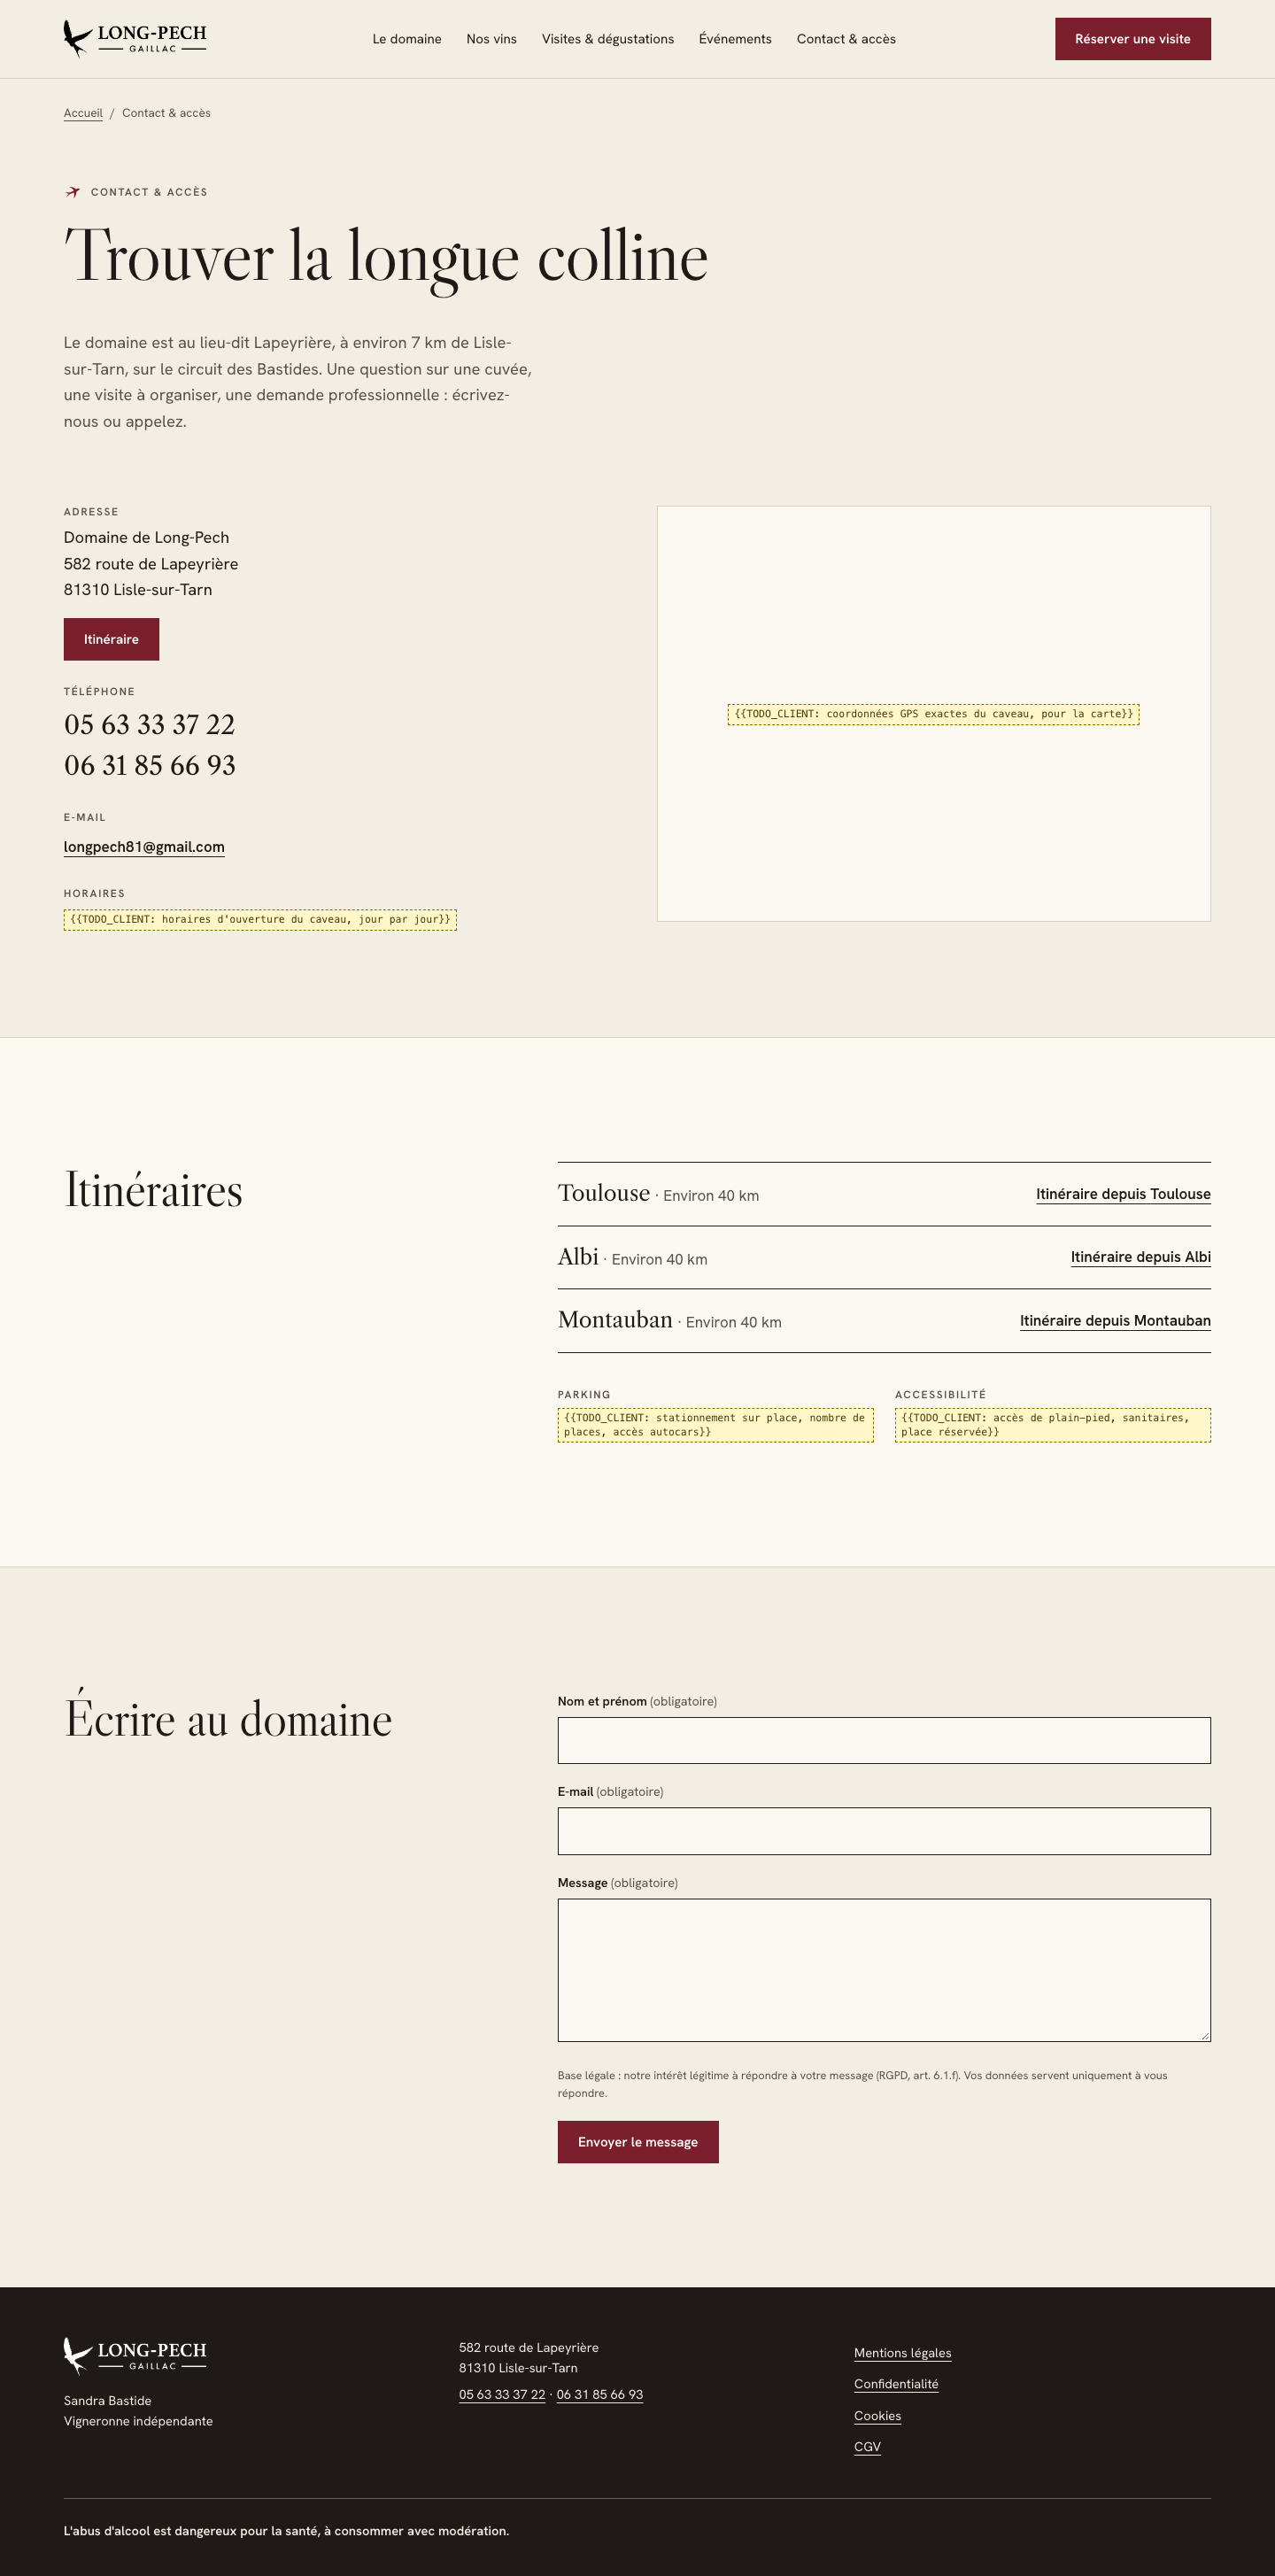 LONG-PECH
GAILLAC
Le domaine
Nos vins
Visites & dégustations
Événements
Contact & accès
Réserver une visite
Accueil / Contact & accès
CONTACT & ACCÈS
Trouver la longue colline
Le domaine est au lieu-dit Lapeyrière, à environ 7 km de Lisle-
sur-Tarn, sur le circuit des Bastides. Une question sur une cuvée,
une visite à organiser, une demande professionnelle : écrivez-
nous ou appelez.
ADRESSE
Domaine de Long-Pech
582 route de Lapeyrière
81310 Lisle-sur-Tarn
Itinéraire
TÉLÉPHONE
05 63 33 37 22
06 31 85 66 93
E-MAIL
longpech81@gmail.com
HORAIRES
{{TODO_CLIENT: horaires d'ouverture du caveau, jour par jour}}
{{TODO_CLIENT: coordonnées GPS exactes du caveau, pour la carte}}
Itinéraires
Toulouse · Environ 40 km
Itinéraire depuis Toulouse
Albi · Environ 40 km
Itinéraire depuis Albi
Montauban · Environ 40 km
Itinéraire depuis Montauban
PARKING
{{TODO_CLIENT: stationnement sur place, nombre de
places, accès autocars}}
ACCESSIBILITÉ
{{TODO_CLIENT: accès de plain-pied, sanitaires,
place réservée}}
Écrire au domaine
Nom et prénom (obligatoire)
E-mail (obligatoire)
Message (obligatoire)
Base légale : notre intérêt légitime à répondre à votre message (RGPD, art. 6.1.f). Vos données servent uniquement à vous
répondre.
Envoyer le message
LONG-PECH
GAILLAC
Sandra Bastide
Vigneronne indépendante
582 route de Lapeyrière
81310 Lisle-sur-Tarn
05 63 33 37 22 · 06 31 85 66 93
Mentions légales
Confidentialité
Cookies
CGV
L'abus d'alcool est dangereux pour la santé, à consommer avec modération.